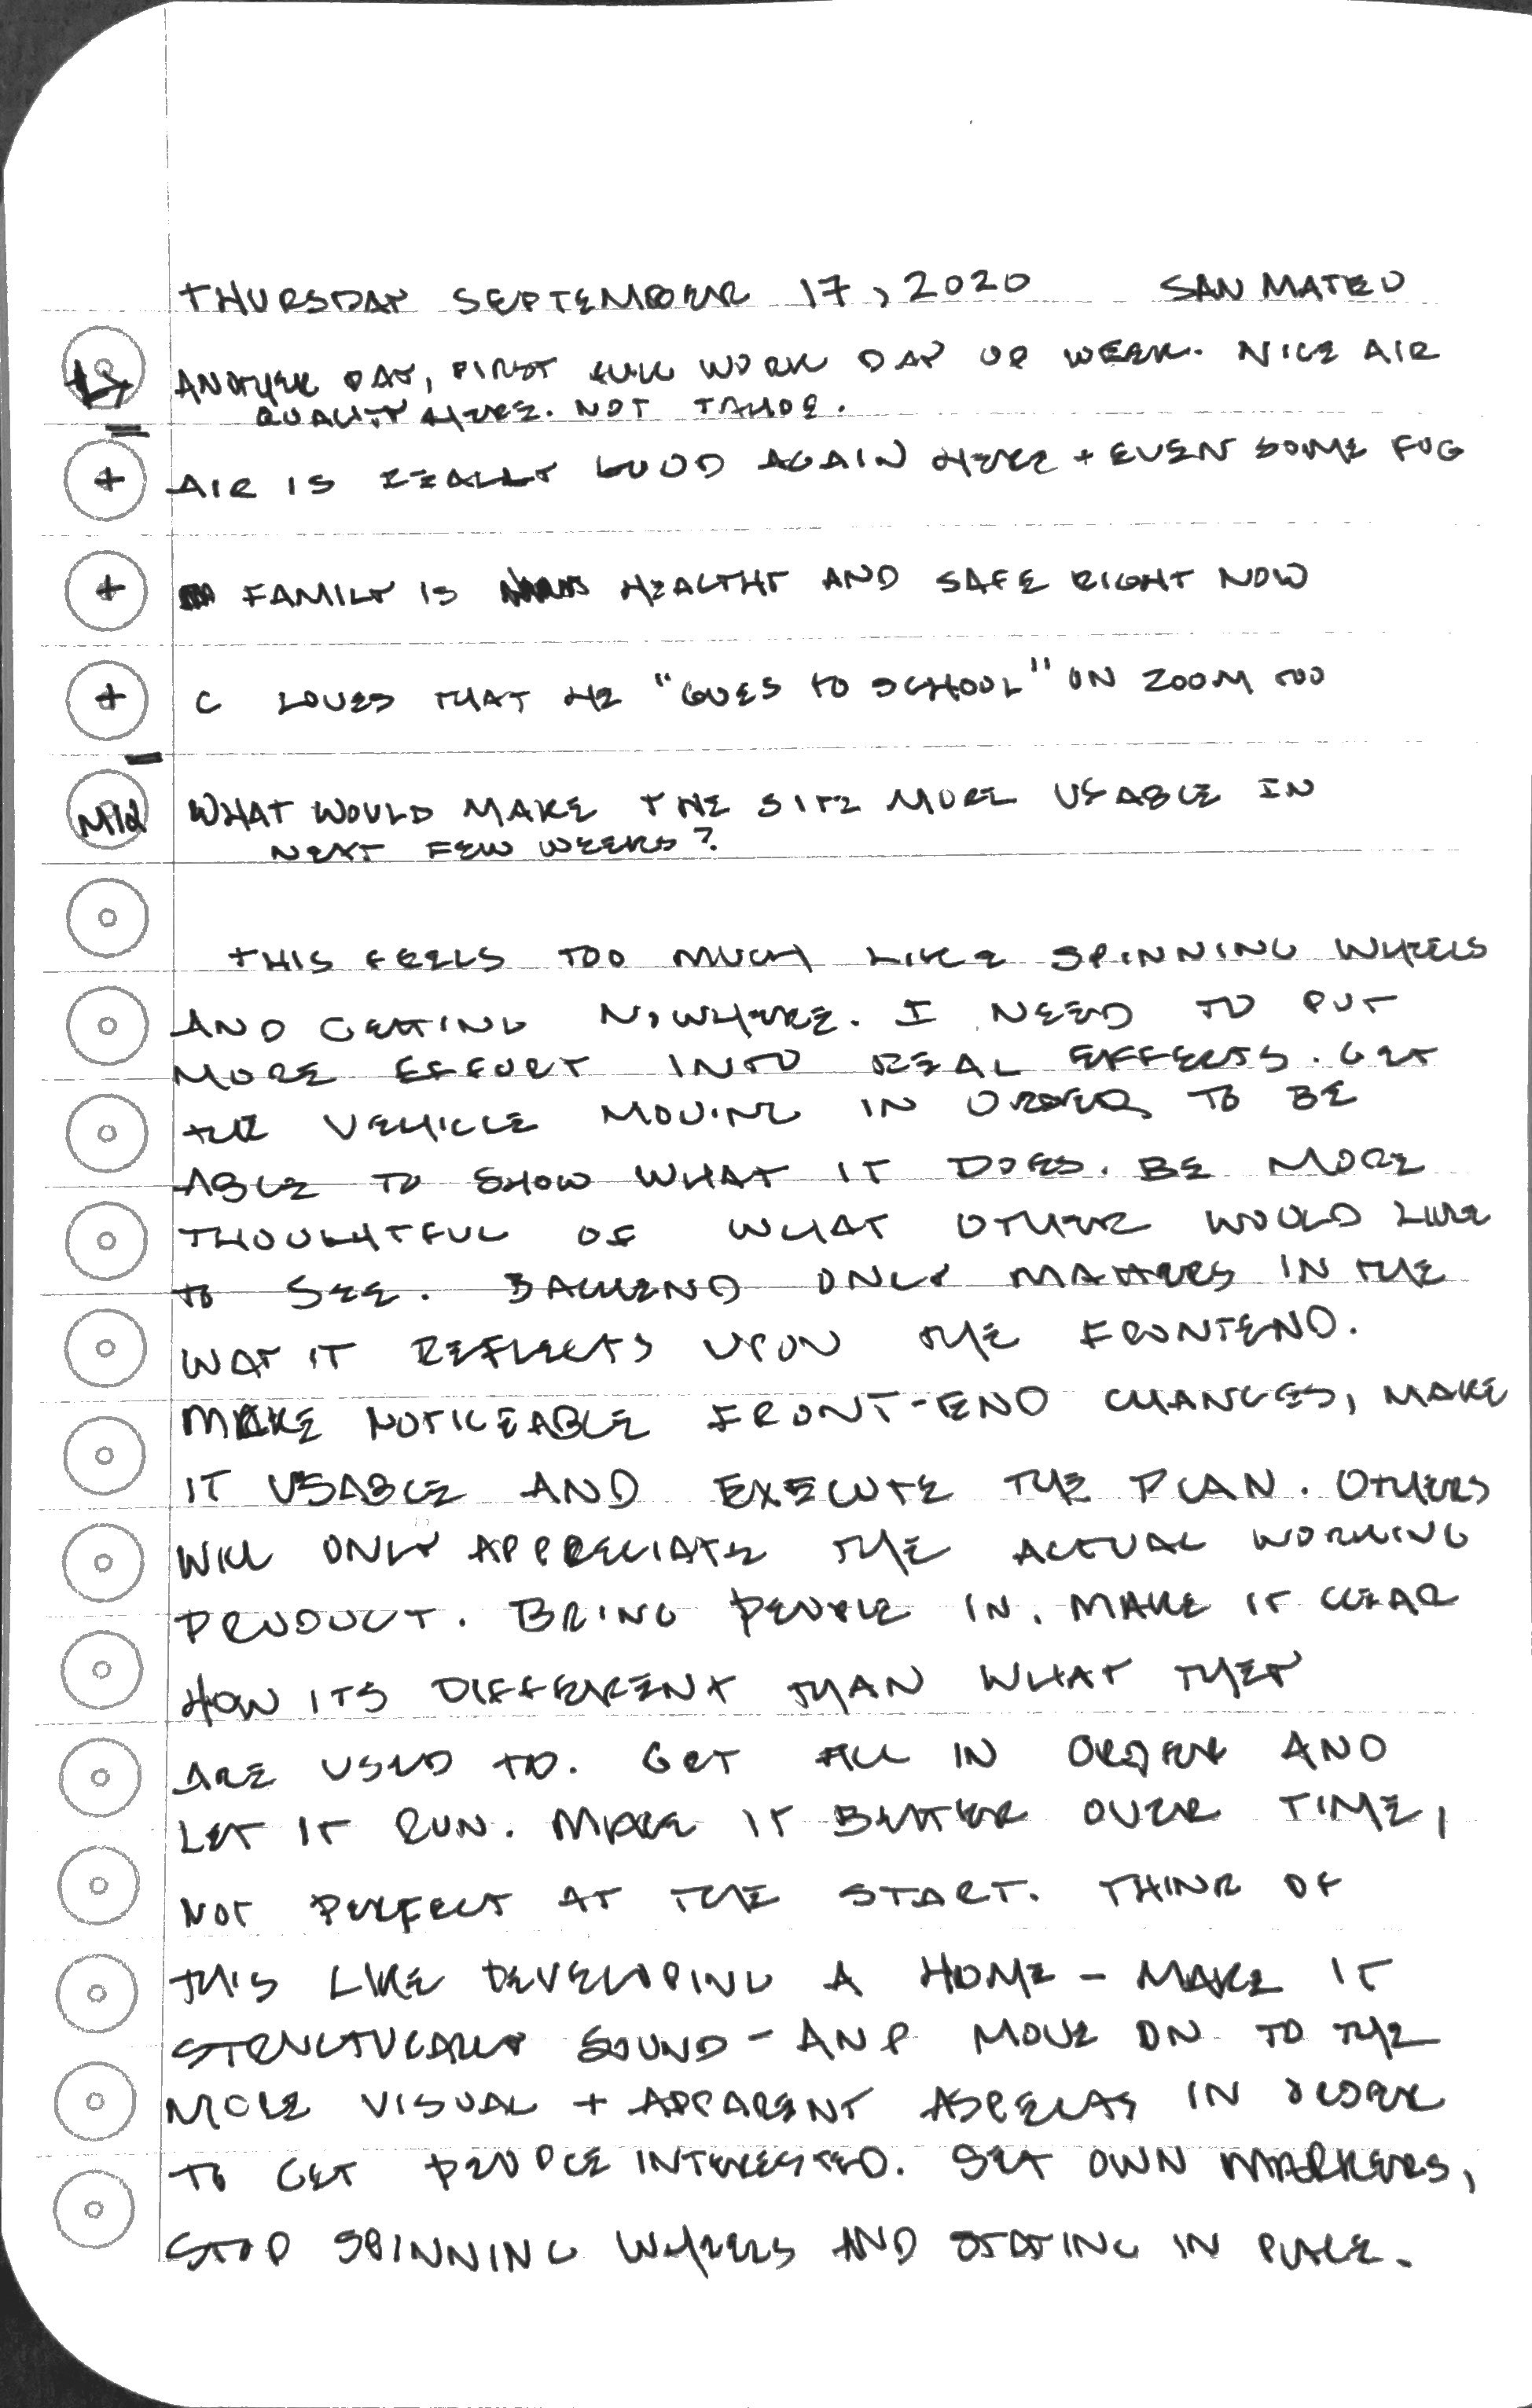 THURSDAY SEPTEMBER 17, 2020 SAN MATEO
ANOTHER DAY, FIRST FULL WORK DAY OF WEEK. NICE AIR
QUALITY HERE. NOT TAHOE.
+ AIR IS REALLY GOOD AGAIN HERE + EVEN SOME FOG
+ FAMILY IS HEALTHY AND SAFE RIGHT NOW
+ C LOVES THAT HE "GOES TO SCHOOL" ON ZOOM TOO
WHAT WOULD MAKE THE SITE MORE USABLE IN
NEXT FEW WEEKS?
THIS FEELS TOO MUCH LIKE SPINNING WHEELS
AND GETTING NOWHERE. I NEED TO PUT
MORE EFFORT INTO REAL EFFECTS. GET
THE VEHICLE MOVING IN ORDER TO BE
ABLE TO SHOW WHAT IT DOES. BE MORE
THOUGHTFUL OF WHAT OTHER WOULD LIKE
TO SEE. BACKEND ONLY MATTERS IN THE
WAY IT REFLECTS UPON THE FRONTEND.
MAKE NOTICEABLE FRONT-END CHANGES, MAKE
IT USABLE AND EXECUTE THE PLAN. OTHERS
WILL ONLY APPRECIATE THE ACTUAL WORKING
PRODUCT. BRING PEOPLE IN. MAKE IT CLEAR
HOW ITS DIFFERENT THAN WHAT THEY
ARE USED TO. GET ALL IN ORDER AND
LET IT RUN. MAKE IT BETTER OVER TIME,
NOT PERFECT AT THE START. THINK OF
THIS LIKE DEVELOPING A HOME - MAKE IT
STRUCTURALLY SOUND - AND MOVE ON TO THE
MORE VISUAL + APPARENT ASPECTS IN ORDER
TO GET PEOPLE INTERESTED. SET OWN MARKERS,
STOP SPINNING WHEELS AND STAYING IN PLACE.